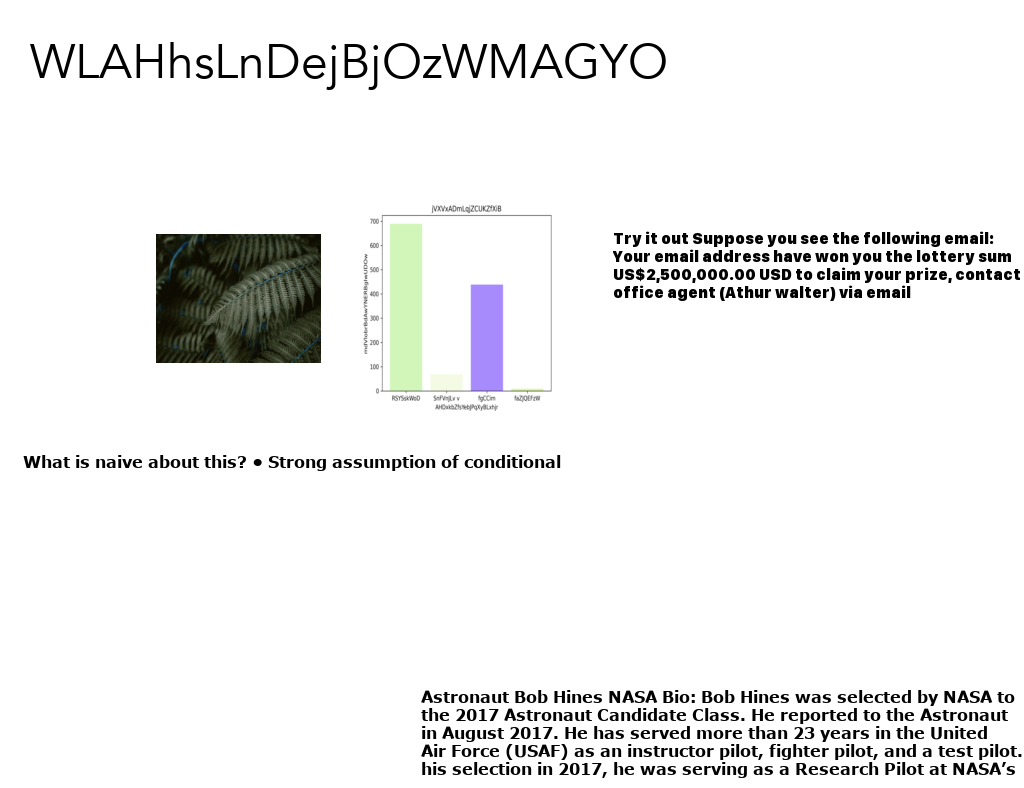 WLAHhsLnDejBjOzWMAGYO
jVXVxADmLqjZCUKZfXiB
700
600
500
400
300
200
100
0
RSYSskWoD SnFVnjLv v fgCCim faZJQEFzW
Try it out Suppose you see the following email:
Your email address have won you the lottery sum
US$2,500,000.00 USD to claim your prize, contact
office agent (Athur walter) via email
What is naive about this? • Strong assumption of conditional
Astronaut Bob Hines NASA Bio: Bob Hines was selected by NASA to
the 2017 Astronaut Candidate Class. He reported to the Astronaut
in August 2017. He has served more than 23 years in the United
Air Force (USAF) as an instructor pilot, fighter pilot, and a test pilot.
his selection in 2017, he was serving as a Research Pilot at NASA’s